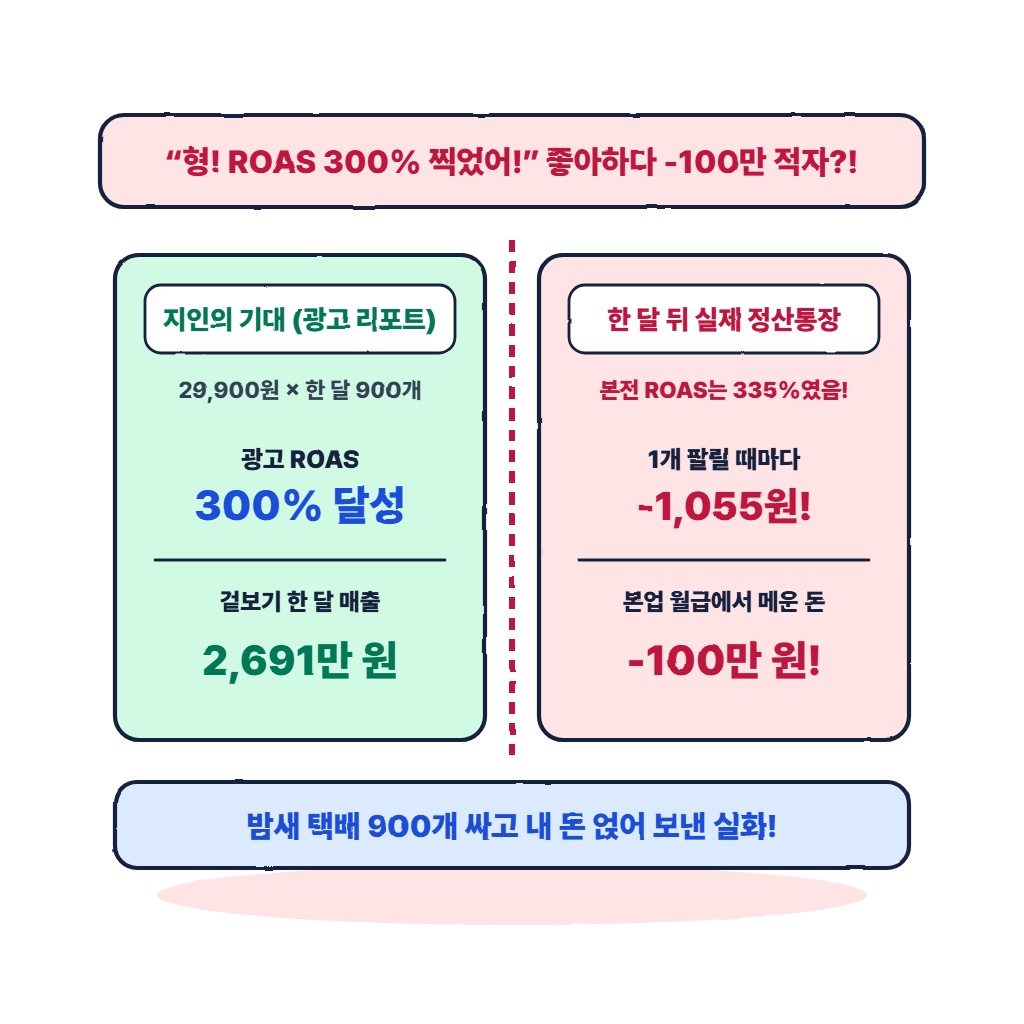 “형! ROAS 300% 찍었어!” 좋아하다 -100만 적자?!
지인의 기대 (광고 리포트)
29,900원 × 한 달 900개
광고 ROAS
300% 달성
겉보기 한 달 매출
2,691만 원
한 달 뒤 실제 정산통장
본전 ROAS는 335%였음!
1개 팔릴 때마다
-1,055원!
본업 월급에서 메운 돈
-100만 원!
밤새 택배 900개 싸고 내 돈 얹어 보낸 실화!